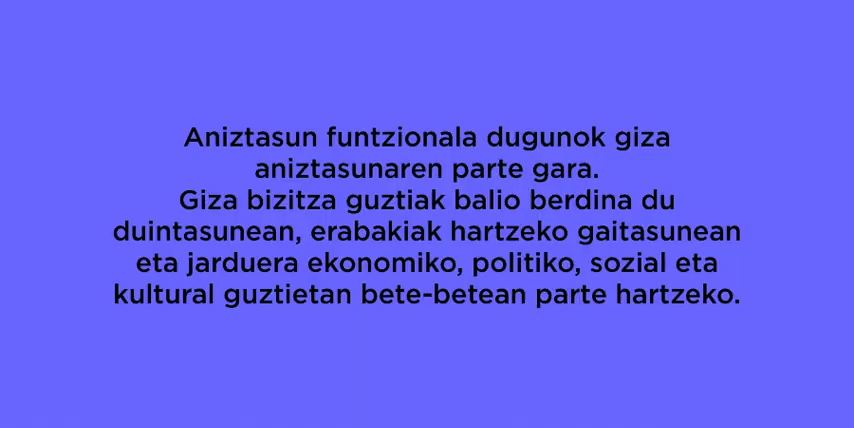 Aniztasun funtzionala dugunok giza
aniztasunaren parte gara.
Giza bizitza guztiak balio berdina du
duintasunean, erabakiak hartzeko gaitasunean
eta jarduera ekonomiko, politiko, sozial eta
kultural guztietan bete-betean parte hartzeko.